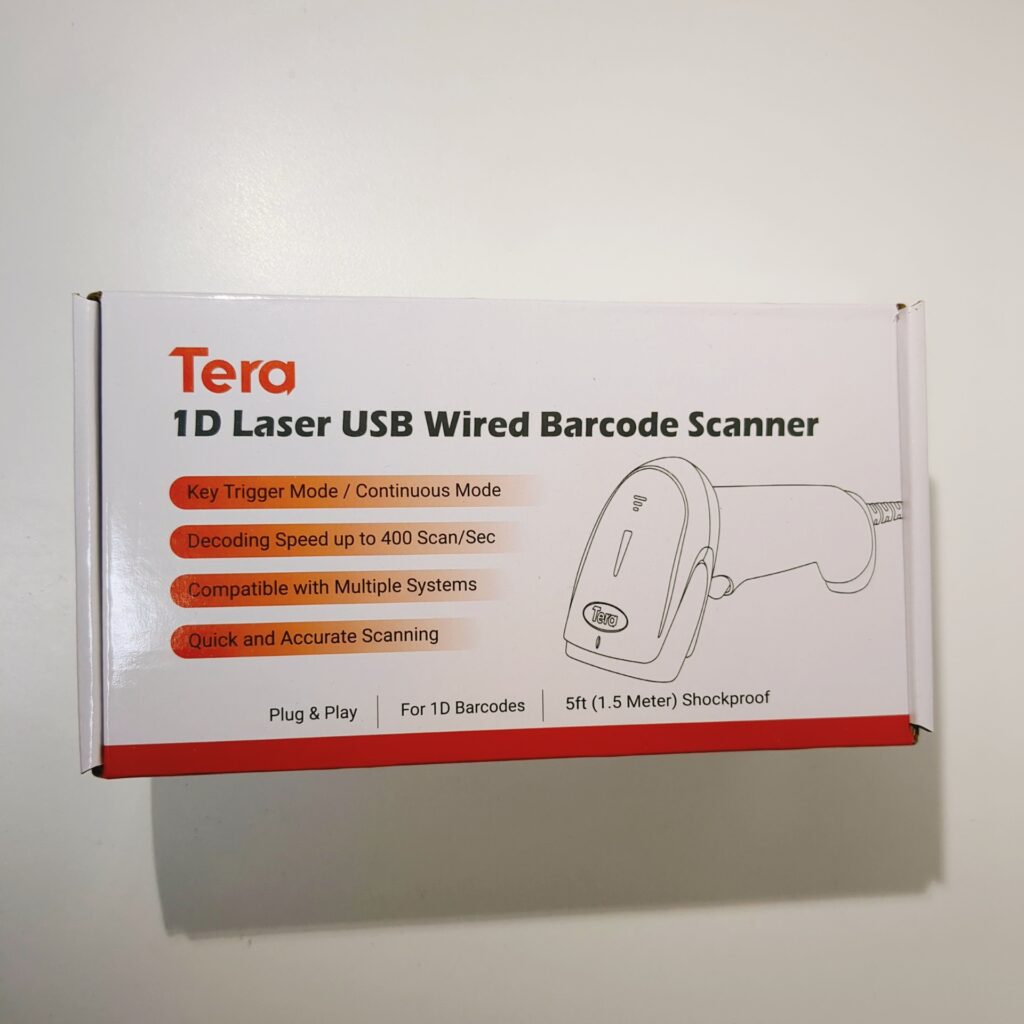 Tera
1D Laser USB Wired Barcode Scanner
Key Trigger Mode / Continuous Mode
Decoding Speed up to 400 Scan/Sec
Compatible with Multiple Systems
Quick and Accurate Scanning
Tera
Plug & Play | For 1D Barcodes | 5ft (1.5 Meter) Shockproof